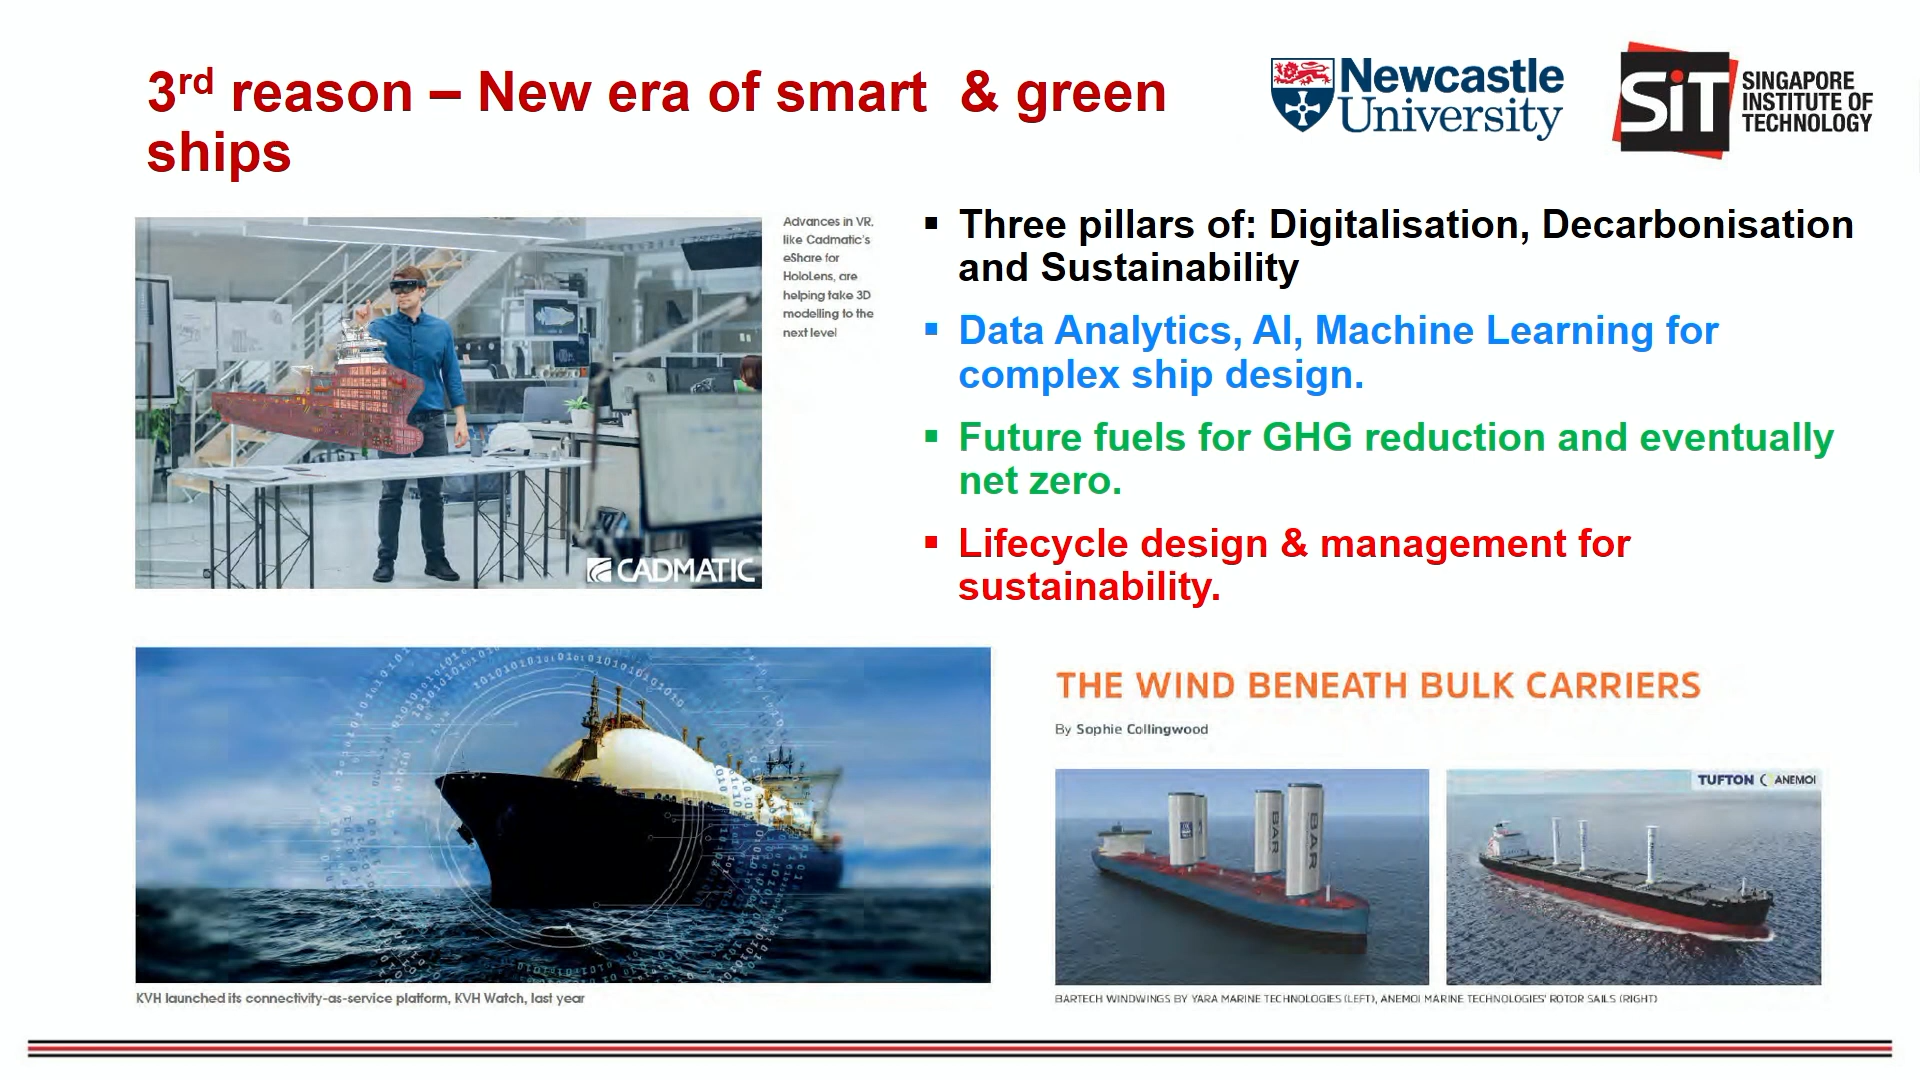 3rd reason – New era of smart & green
ships
Newcastle
University
SiT
SINGAPORE
INSTITUTE OF
TECHNOLOGY
Advances in VR,
like Cadmatic's
eShare for
HoloLens, are
helping take 3D
modelling to the
next level
CADMATIC
▪ Three pillars of: Digitalisation, Decarbonisation
and Sustainability
▪ Data Analytics, AI, Machine Learning for
complex ship design.
▪ Future fuels for GHG reduction and eventually
net zero.
▪ Lifecycle design & management for
sustainability.
KVH launched its connectivity-as-service platform, KVH Watch, last year
THE WIND BENEATH BULK CARRIERS
By Sophie Collingwood
BAR
BAR
TUFTON ANEMOI
BARTECH WINDWINGS BY YARA MARINE TECHNOLOGIES (LEFT), ANEMOI MARINE TECHNOLOGIES' ROTOR SAILS (RIGHT)